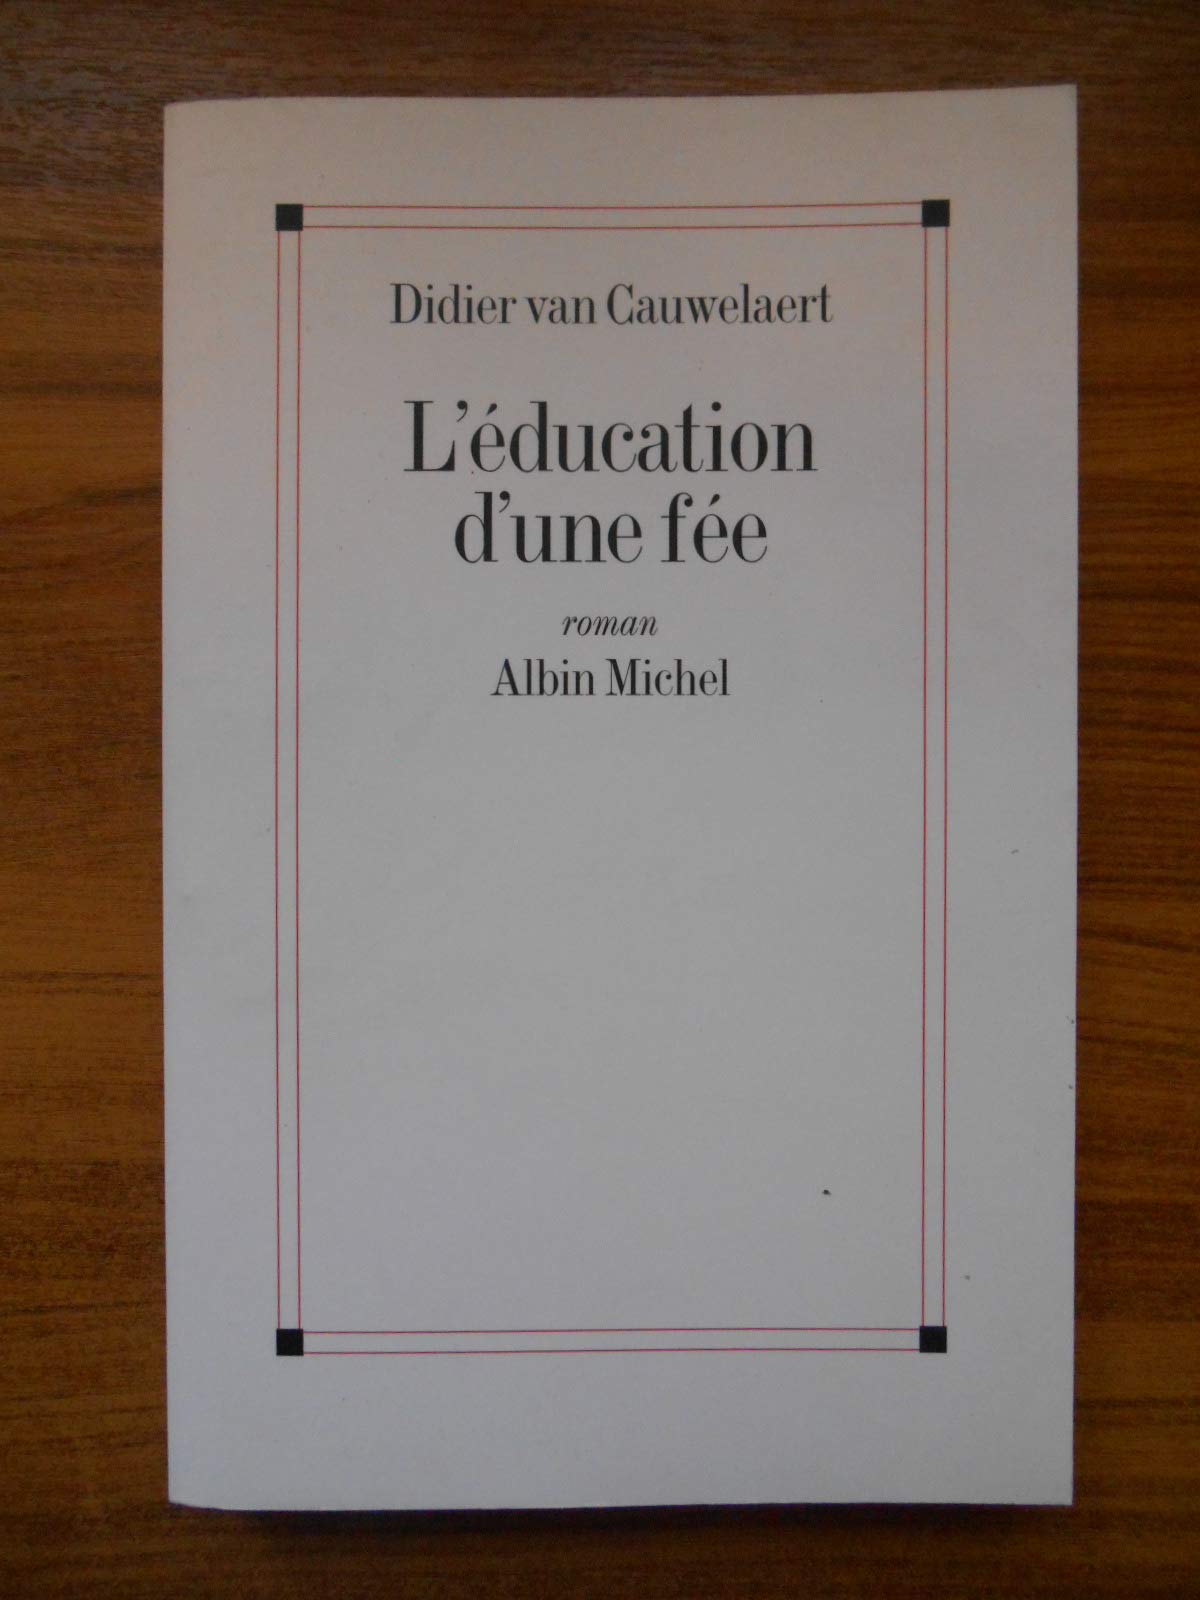 Didier van Cauwelaert
L'éducation
d'une fée
roman
Albin Michel